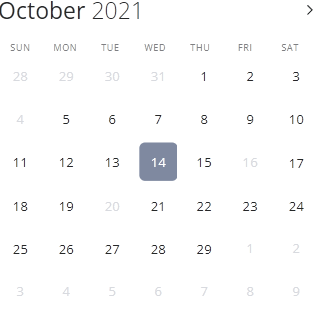 October 2021
SUN MON TUE WED THU FRI SAT
28 29 30 31 1 2 3
4 5 6 7 8 9 10
11 12 13 14 15 16 17
18 19 20 21 22 23 24
25 26 27 28 29 1 2
3 4 5 6 7 8 9